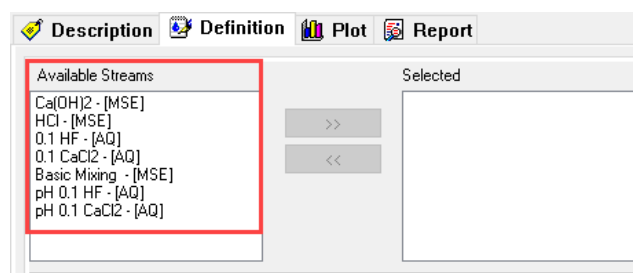 Description Definition Plot Report
Available Streams Selected
Ca(OH)2 - [MSE]
HCl - [MSE]
0.1 HF - [AQ]
0.1 CaCl2 - [AQ]
Basic Mixing - [MSE]
pH 0.1 HF - [AQ]
pH 0.1 CaCl2 - [AQ]
>>
<<